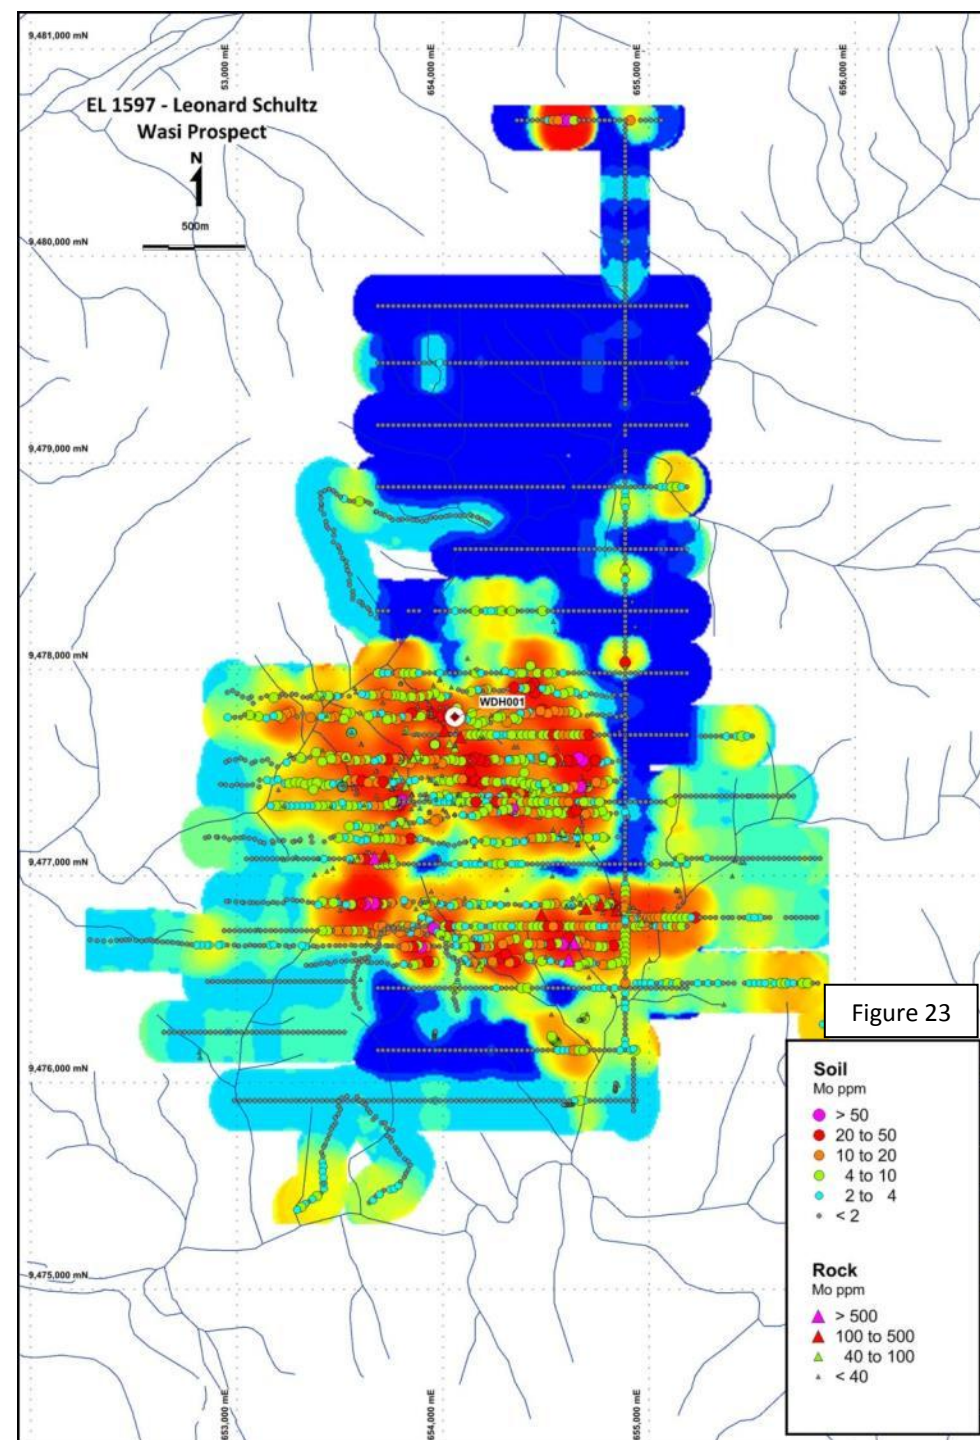 9,481,000 mN
53,000 mE
654,000 mE
655,000 mE
656,000 mE
EL 1597 - Leonard Schultz
Wasi Prospect
N
500m
9,480,000 mN
9,479,000 mN
9,478,000 mN
WDH001
9,477,000 mN
Figure 23
9,476,000 mN
Soil
Mo ppm
> 50
20 to 50
10 to 20
4 to 10
2 to 4
< 2
9,475,000 mN
Rock
Mo ppm
> 500
100 to 500
40 to 100
< 40
653,000 mE
654,000 mE
655,000 mE